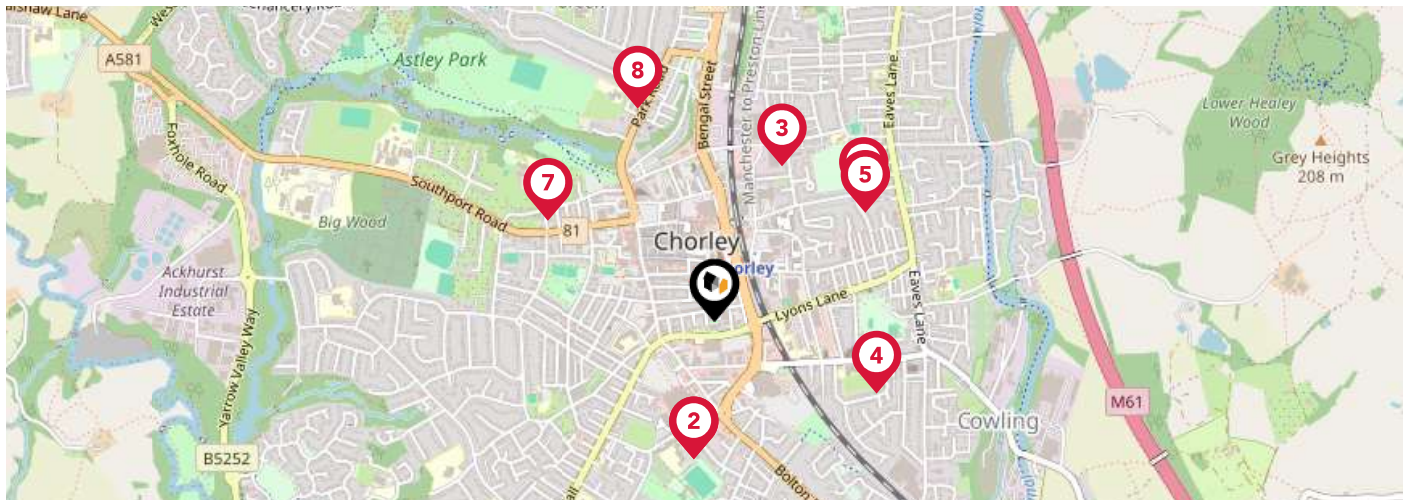 A581
Astley Park
8
Park Road
Bengal Street
Manchester to Preston Line
Eaves Lane
3
5
Lower Healey
Wood
Grey Heights
208 m
Foxhole Road
Southport Road
7
81
Big Wood
Chorley
Ackhurst
Industrial
Estate
Yarrow Valley Way
Lyons Lane
Eaves Lane
4
M61
2
Cowling
B5252
Bolton